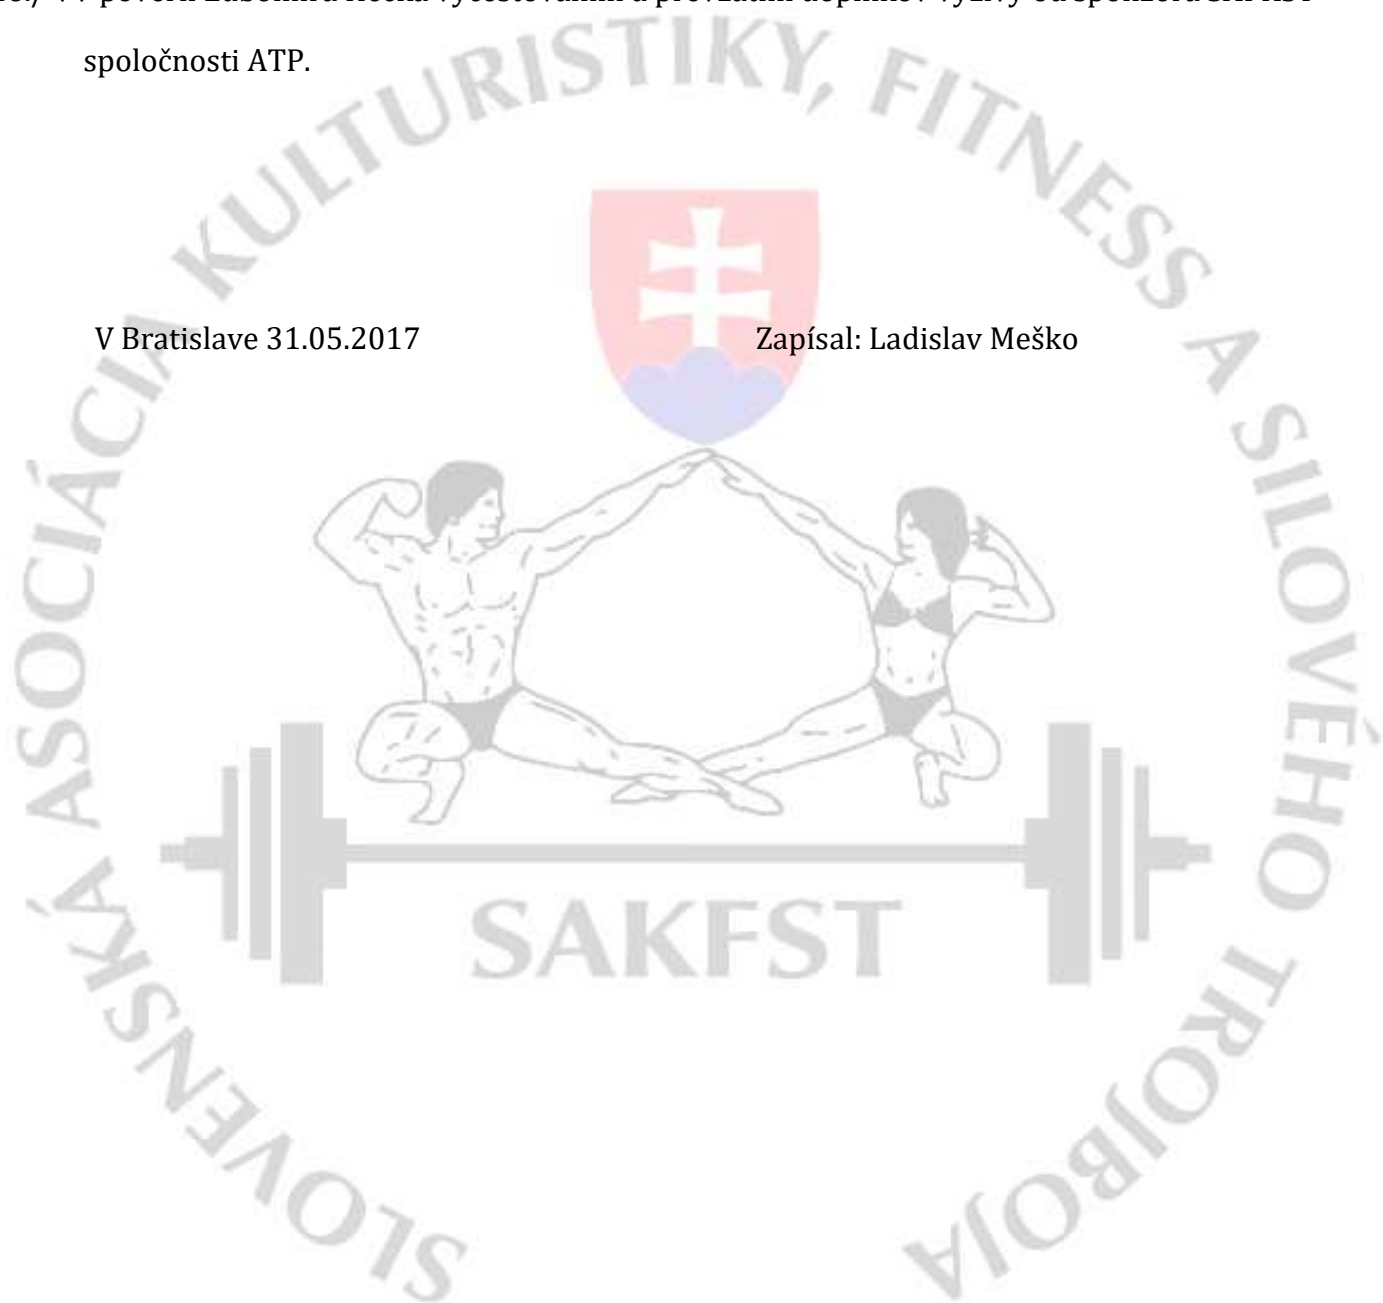 spoločnosti ATP.
V Bratislave 31.05.2017 Zapísal: Ladislav Meško
SLOVENSKÁ ASOCIÁCIA KULTURISTIKY, FITNESS A SILOVÉHO TROJBOJA
SAKFST